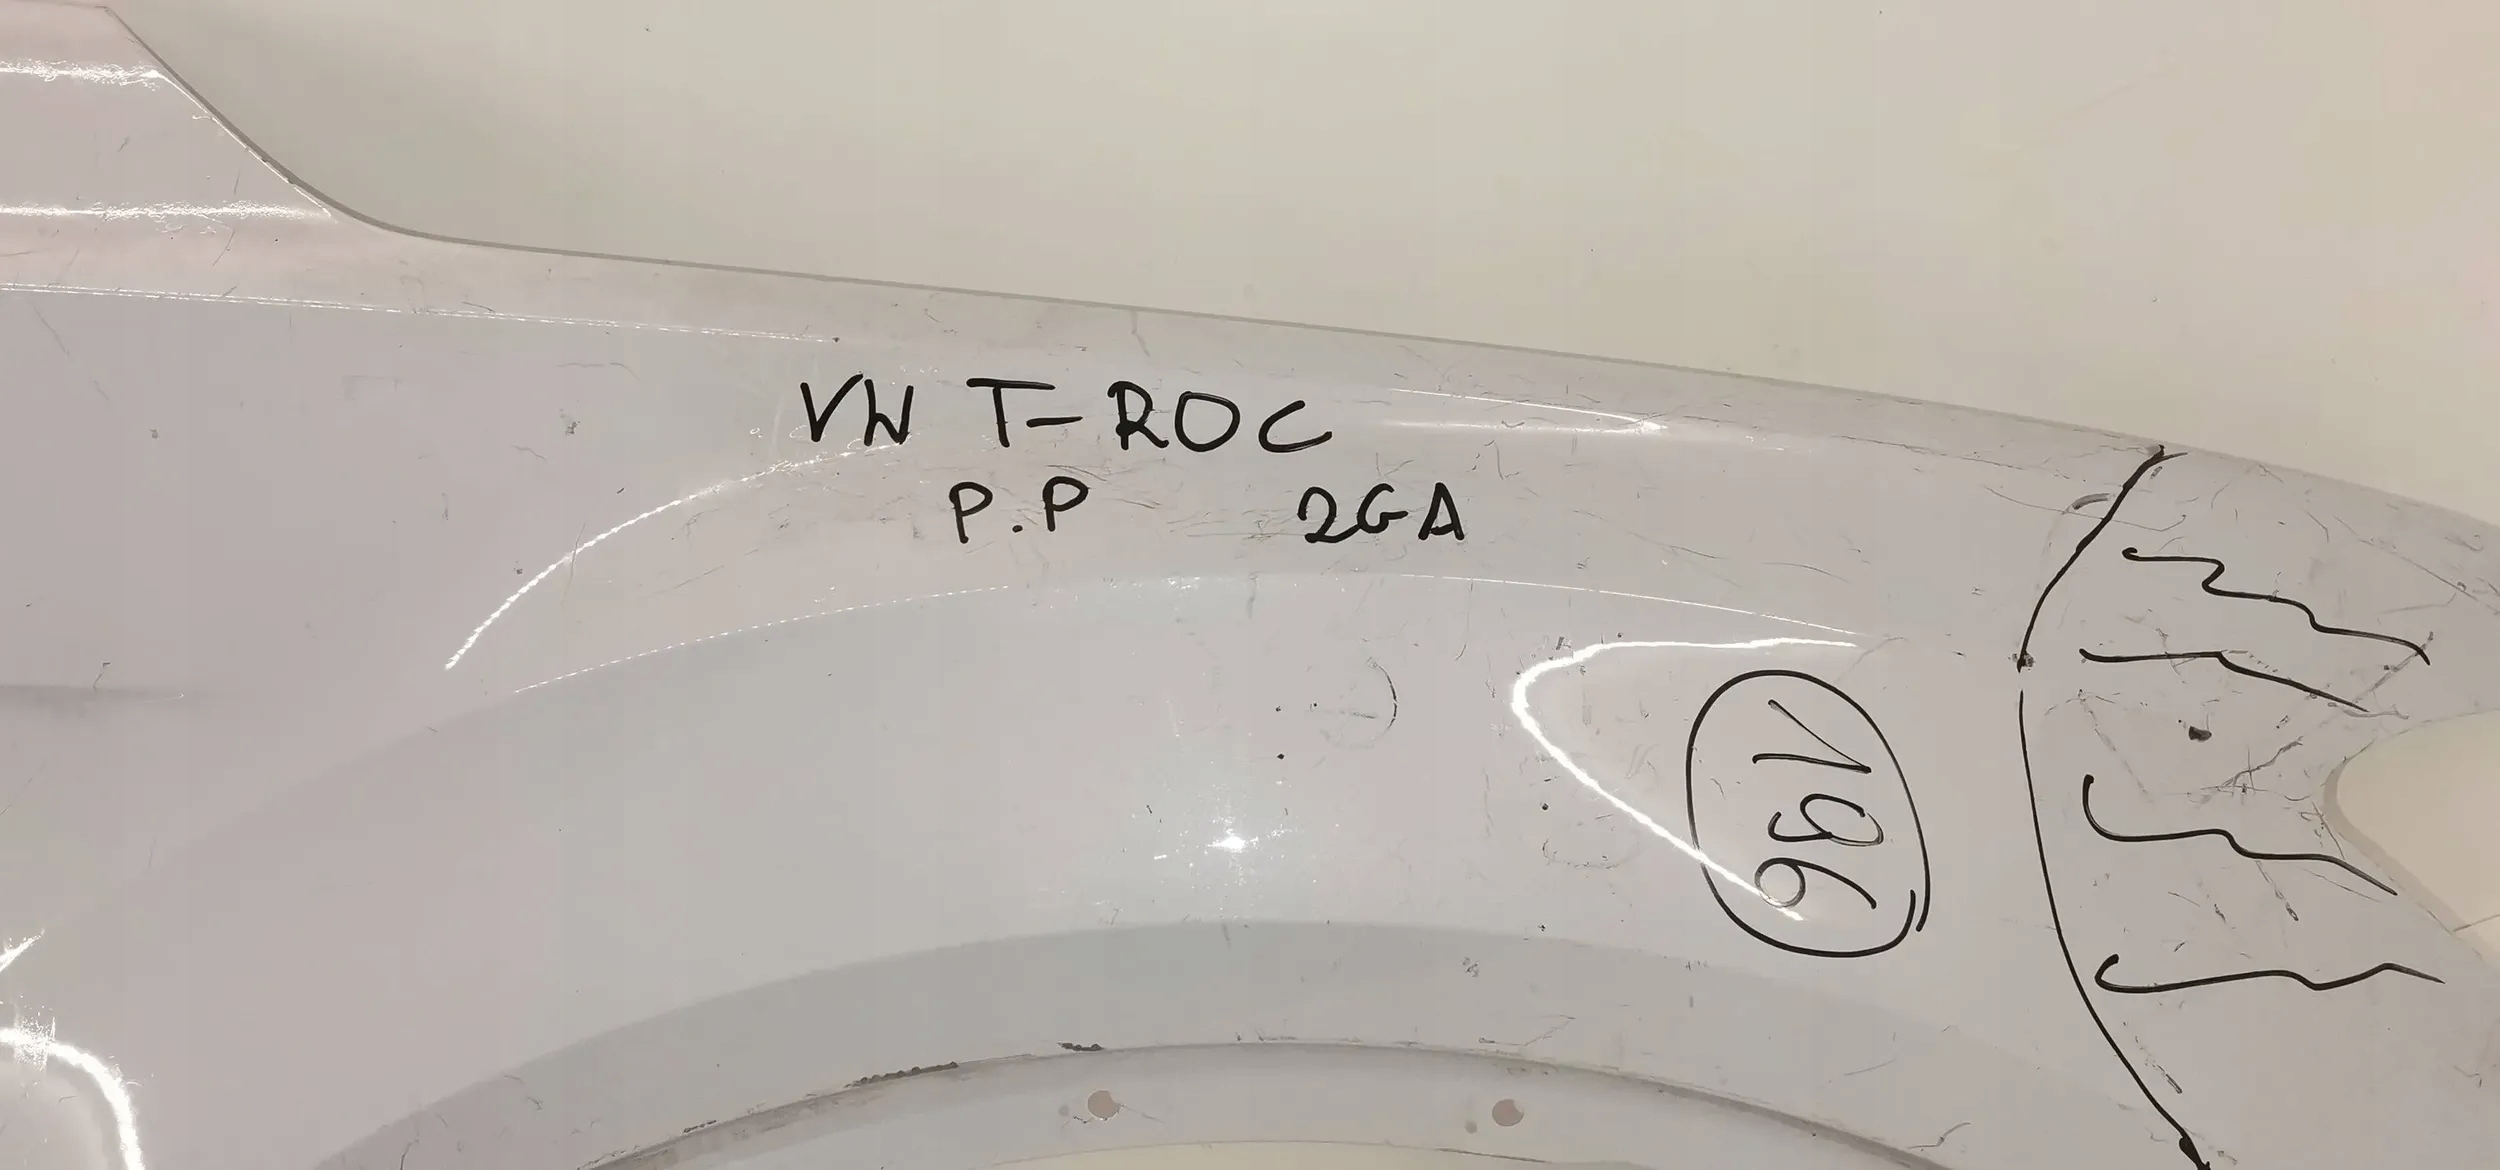 VW T-ROC
P.P 2GA
196